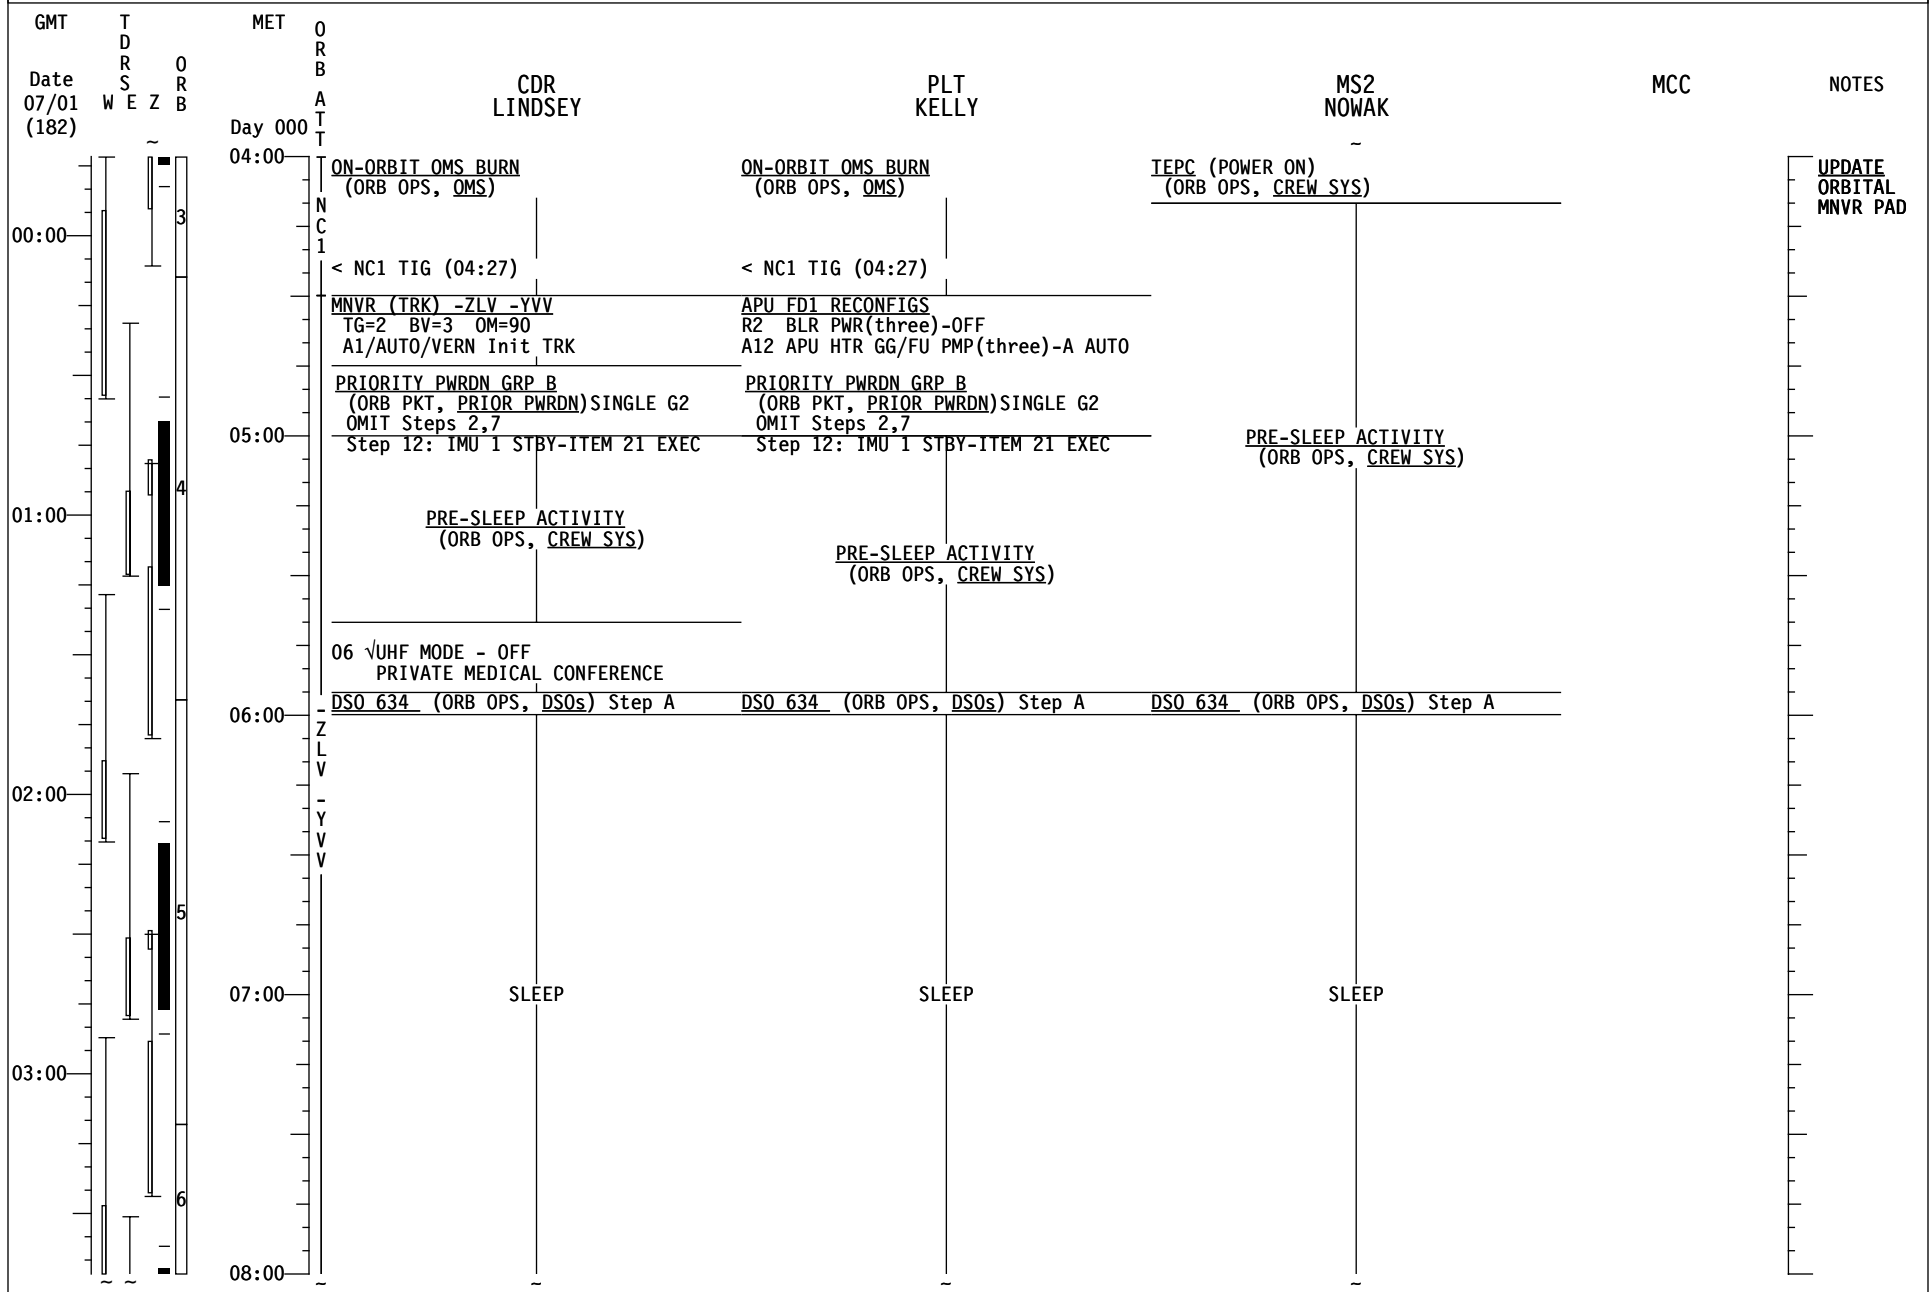 GMT
TDRS
MET
ORB ATT
Date
07/01
(182)
W E Z
ORB
Day 000
CDR
LINDSEY
PLT
KELLY
MS2
NOWAK
MCC
NOTES
~
~
04:00
ON-ORBIT OMS BURN
(ORB OPS, OMS)
ON-ORBIT OMS BURN
(ORB OPS, OMS)
TEPC (POWER ON)
(ORB OPS, CREW SYS)
UPDATE
ORBITAL
MNVR PAD
NC1
3
00:00
< NC1 TIG (04:27)
< NC1 TIG (04:27)
MNVR (TRK) -ZLV -YVV
TG=2 BV=3 OM=90
A1/AUTO/VERN Init TRK
APU FD1 RECONFIGS
R2 BLR PWR(three)-OFF
A12 APU HTR GG/FU PMP(three)-A AUTO
PRIORITY PWRDN GRP B
(ORB PKT, PRIOR PWRDN)SINGLE G2
OMIT Steps 2,7
Step 12: IMU 1 STBY-ITEM 21 EXEC
PRIORITY PWRDN GRP B
(ORB PKT, PRIOR PWRDN)SINGLE G2
OMIT Steps 2,7
Step 12: IMU 1 STBY-ITEM 21 EXEC
05:00
PRE-SLEEP ACTIVITY
(ORB OPS, CREW SYS)
4
01:00
PRE-SLEEP ACTIVITY
(ORB OPS, CREW SYS)
PRE-SLEEP ACTIVITY
(ORB OPS, CREW SYS)
06 √UHF MODE - OFF
PRIVATE MEDICAL CONFERENCE
DSO 634 (ORB OPS, DSOs) Step A
DSO 634 (ORB OPS, DSOs) Step A
DSO 634 (ORB OPS, DSOs) Step A
06:00
-ZLV -YVV
02:00
5
07:00
SLEEP
SLEEP
SLEEP
03:00
6
08:00
~ ~ ~ ~ ~ ~